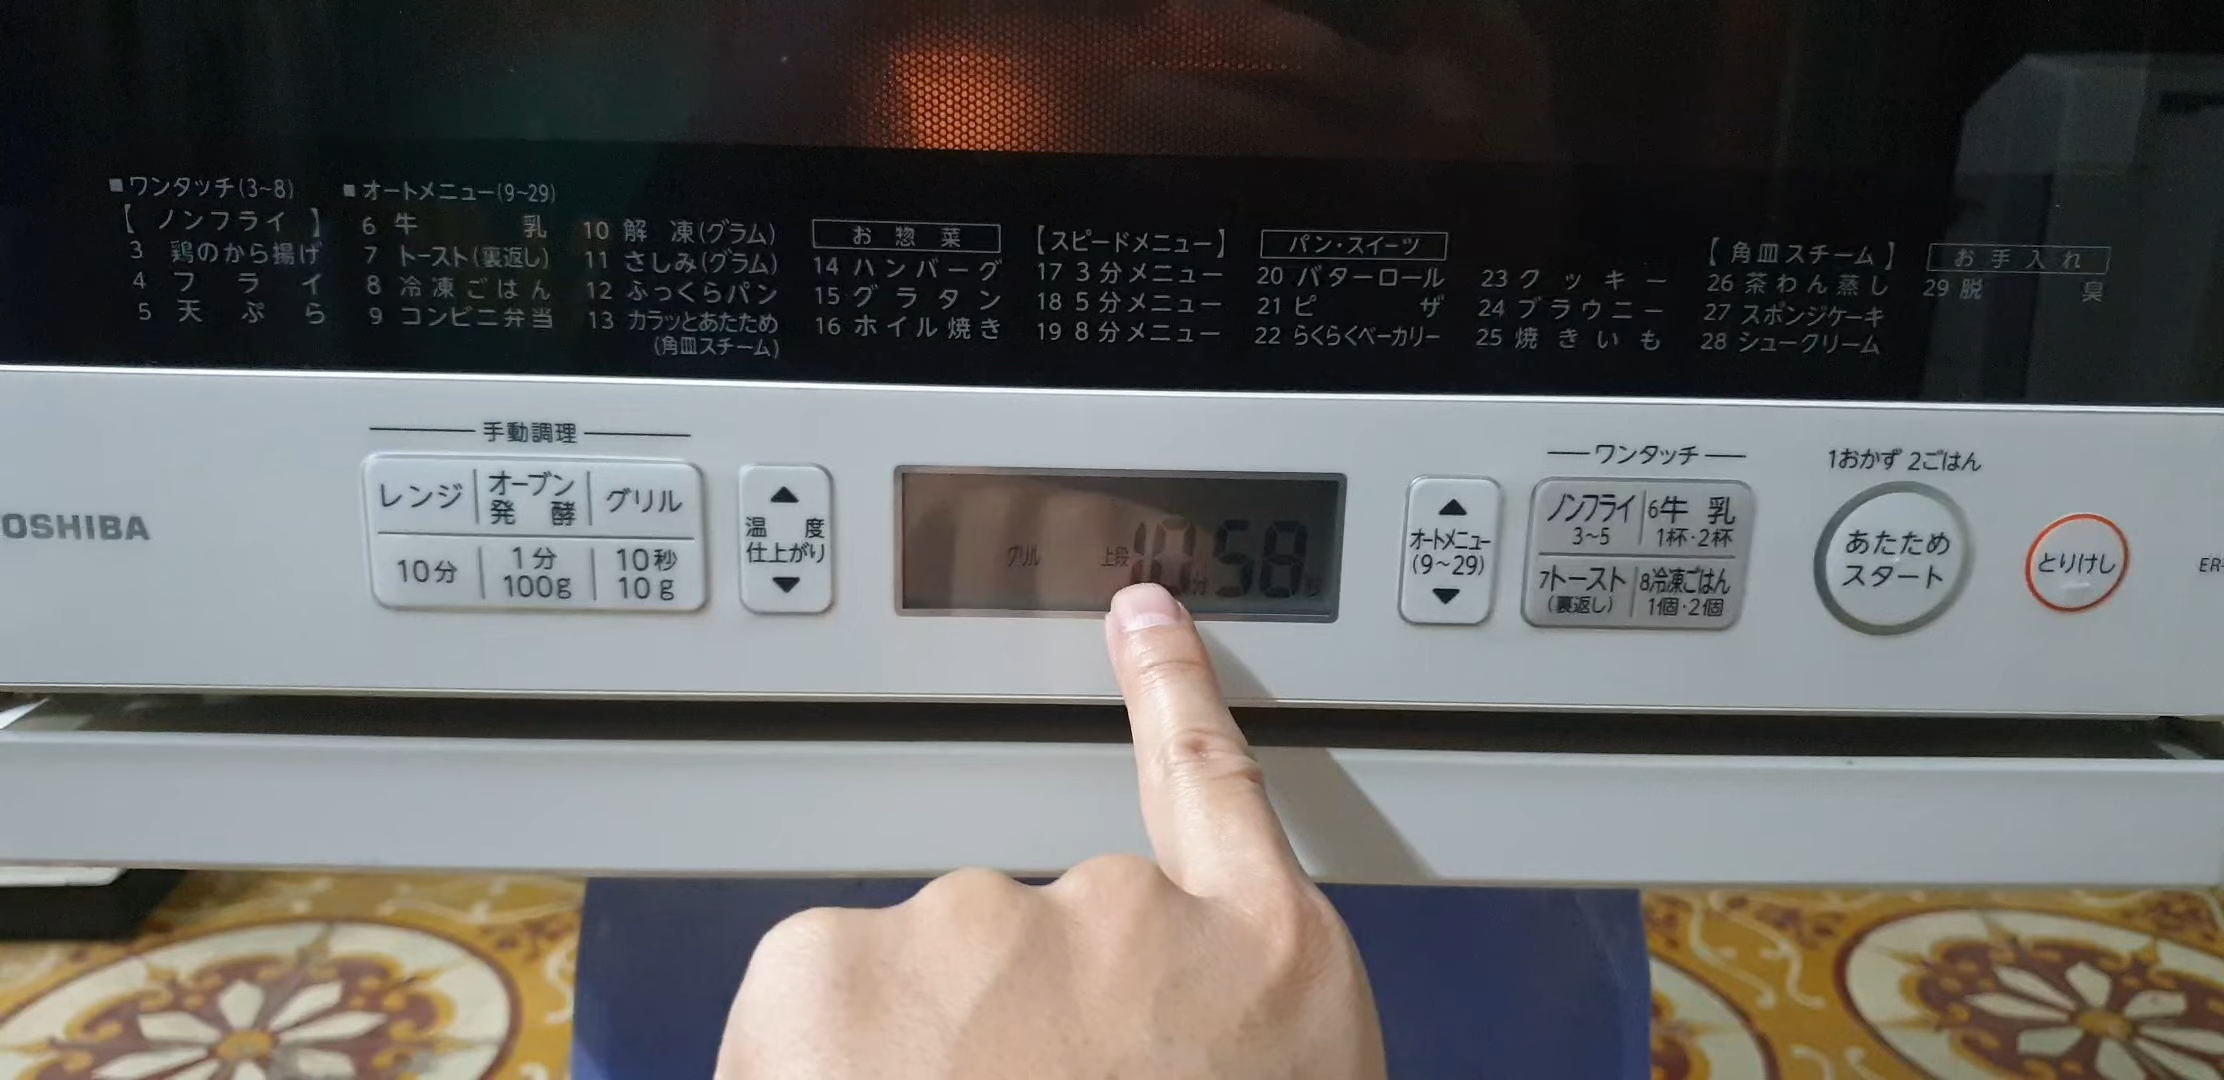 ■ワンタッチ(3~8)
【ノンフライ】
3 鶏のから揚げ
4 フライ
5 天ぷら
■オートメニュー(9~29)
6 牛乳
7 トースト(裏返し)
8 冷凍ごはん
9 コンビニ弁当
10 解凍(グラム)
11 さしみ(グラム)
12 ふっくらパン
13 カラッとあたため
(角皿スチーム)
お惣菜
14 ハンバーグ
15 グラタン
16 ホイル焼き
【スピードメニュー】
17 3分メニュー
18 5分メニュー
19 8分メニュー
パン・スイーツ
20 バターロール
21 ピザ
22 らくらくベーカリー
23 クッキー
24 ブラウニー
25 焼きいも
【角皿スチーム】
26 茶わん蒸し
27 スポンジケーキ
28 シュークリーム
お手入れ
29 脱臭
OSHIBA
手動調理
レンジ
オーブン
発酵
グリル
10分
1分
100g
10秒
10g
温度
仕上がり
グリル 上段 10分58秒
オートメニュー
(9~29)
ワンタッチ
ノンフライ
3~5
6牛乳
1杯・2杯
7トースト
(裏返し)
8冷凍ごはん
1個・2個
1おかず 2ごはん
あたため
スタート
とりけし
ER-